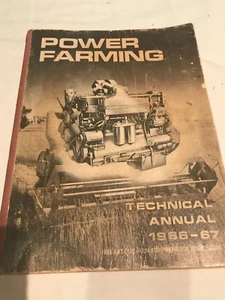 POWER
FARMING
TECHNICAL
ANNUAL
1966-67